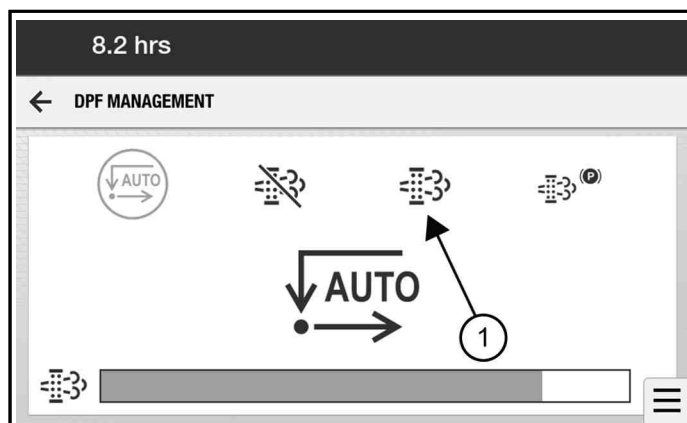 8.2 hrs
DPF MANAGEMENT
AUTO
(P)
AUTO
1